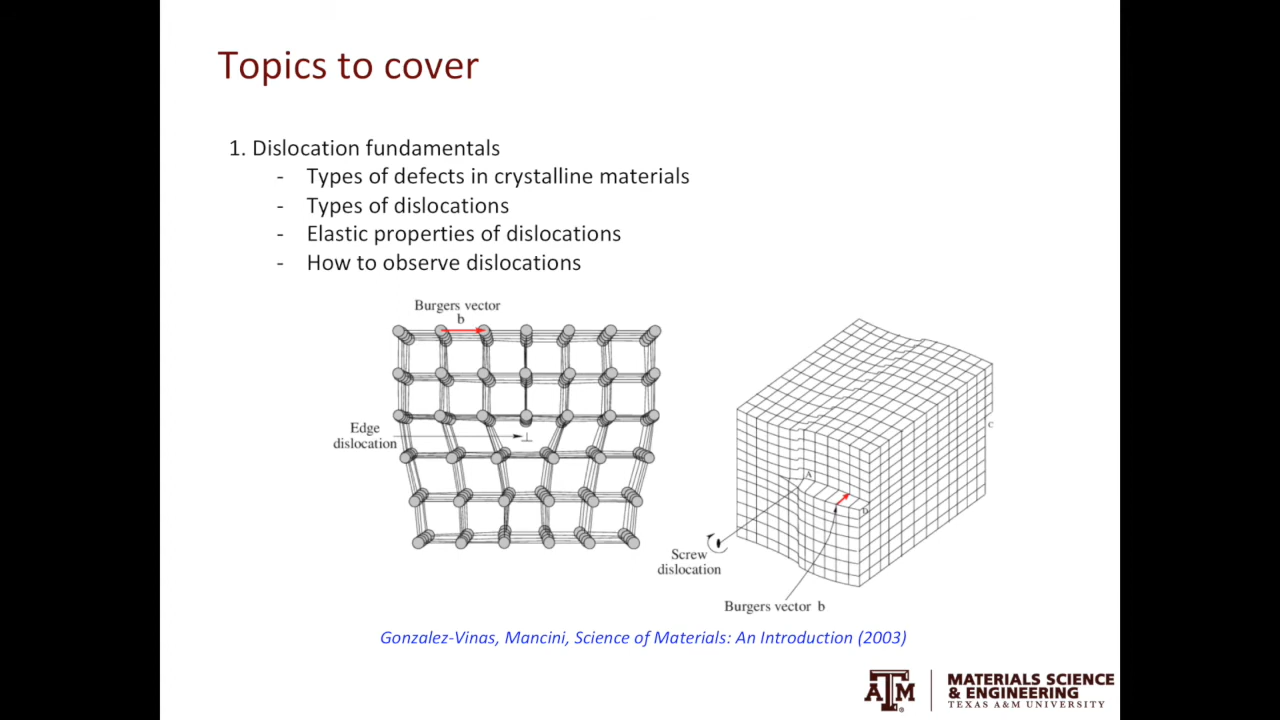 Topics to cover
1. Dislocation fundamentals
- Types of defects in crystalline materials
- Types of dislocations
- Elastic properties of dislocations
- How to observe dislocations
Burgers vector
b
Edge
dislocation
⊥
A
C
D
Screw
dislocation
Burgers vector b
Gonzalez-Vinas, Mancini, Science of Materials: An Introduction (2003)
ATM
MATERIALS SCIENCE
& ENGINEERING
TEXAS A&M UNIVERSITY